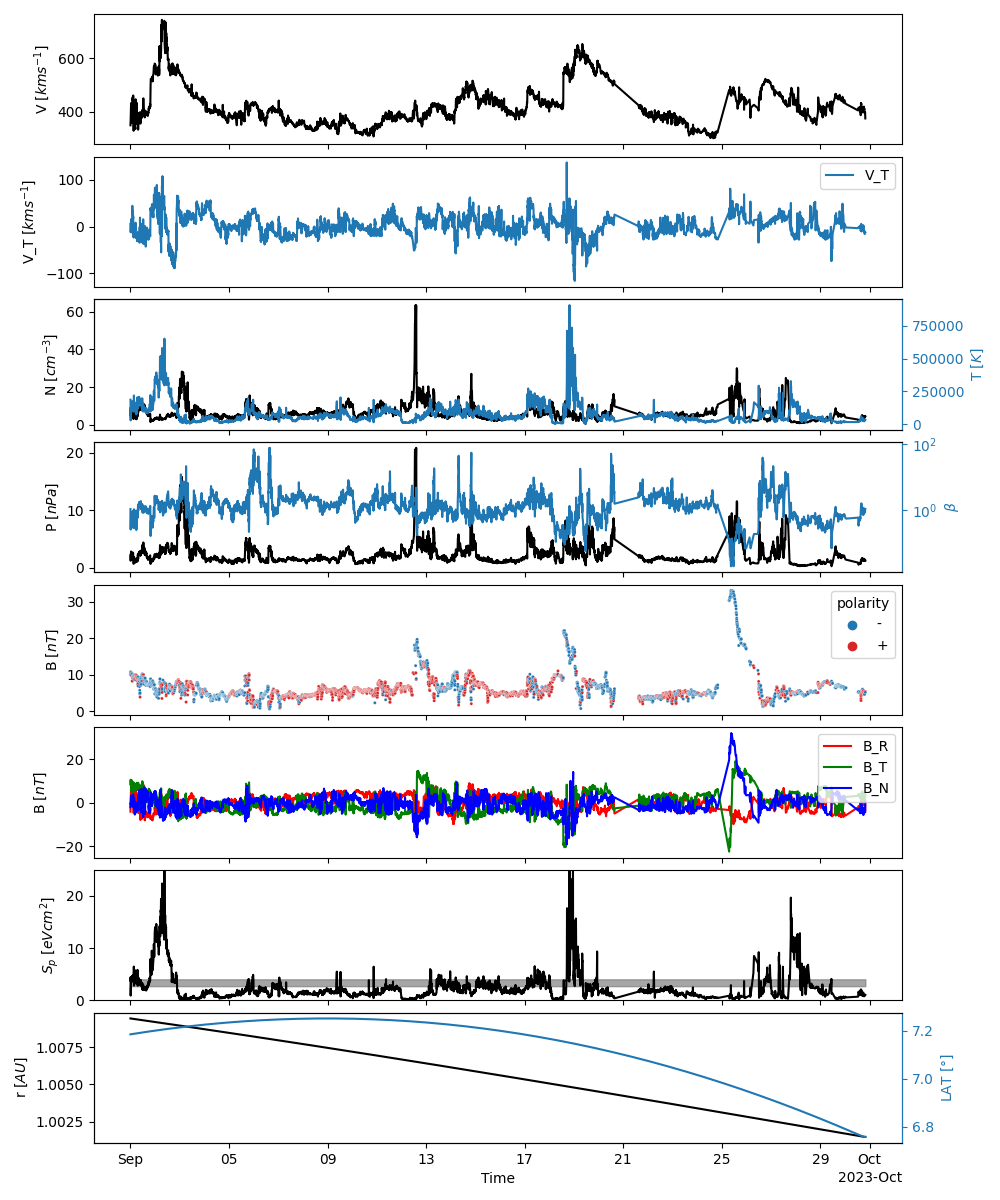 V [kms⁻¹]
600
400
V_T [kms⁻¹]
100
0
−100
V_T
N [cm⁻³]
60
40
20
0
750000
500000
250000
0
T [K]
P [nPa]
20
10
0
10²
10⁰
β
B [nT]
30
20
10
0
polarity
-
+
B [nT]
20
0
−20
B_R
B_T
B_N
Sₚ [eVcm²]
20
10
0
r [AU]
1.0075
1.0050
1.0025
7.2
7.0
6.8
LAT [°]
Sep 05 09 13 17 21 25 29 Oct
Time
2023-Oct